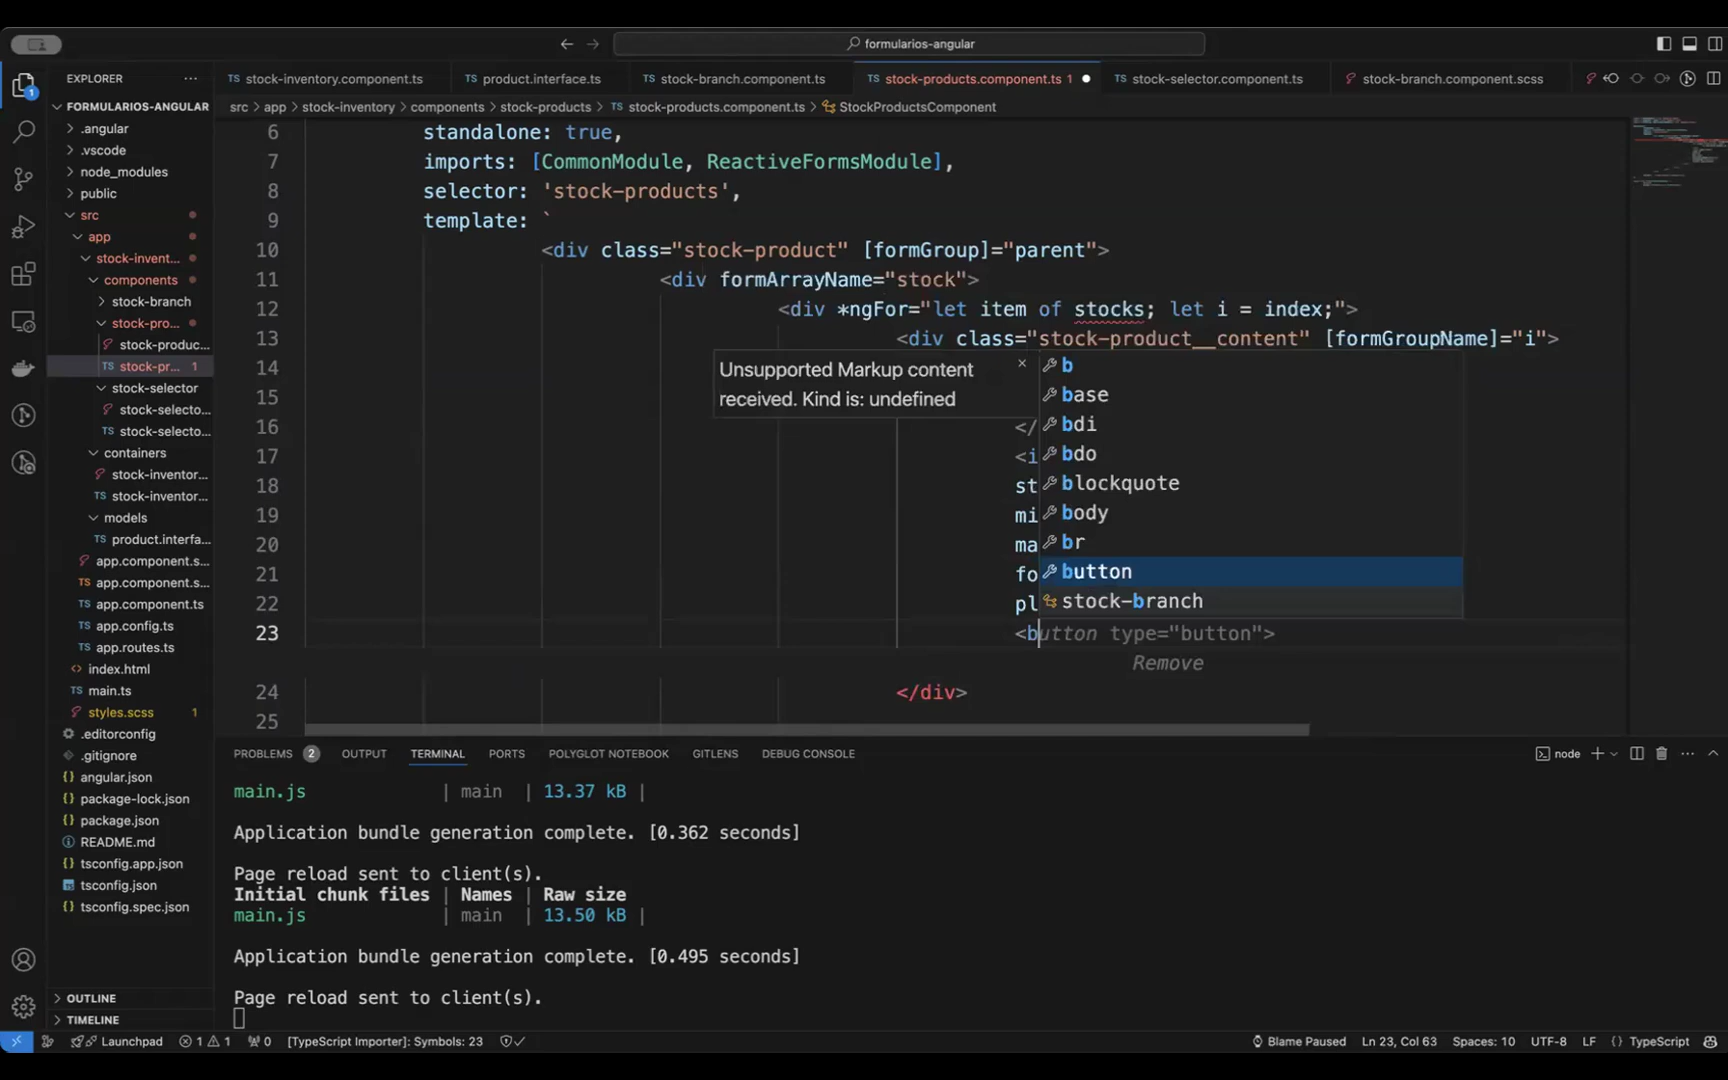 formularios-angular
EXPLORER
FORMULARIOS-ANGULAR
.angular
.vscode
node_modules
public
src
app
stock-invent...
components
stock-branch
stock-pro...
stock-produc...
stock-pr... 1
stock-selector
stock-selecto...
stock-selecto...
containers
stock-inventor...
stock-inventor...
models
product.interfa...
app.component.s...
app.component.s...
app.component.ts
app.config.ts
app.routes.ts
index.html
main.ts
styles.scss 1
.editorconfig
.gitignore
angular.json
package-lock.json
package.json
README.md
tsconfig.app.json
tsconfig.json
tsconfig.spec.json
OUTLINE
TIMELINE
stock-inventory.component.ts
product.interface.ts
stock-branch.component.ts
stock-products.component.ts 1
stock-selector.component.ts
stock-branch.component.scss
src > app > stock-inventory > components > stock-products > TS stock-products.component.ts > StockProductsComponent
6 standalone: true,
7 imports: [CommonModule, ReactiveFormsModule],
8 selector: 'stock-products',
9 template: `
10 <div class="stock-product" [formGroup]="parent">
11 <div formArrayName="stock">
12 <div *ngFor="let item of stocks; let i = index;">
13 <div class="stock-product__content" [formGroupName]="i">
14
15
16 </
17 <i
18 st
19 mi
20 ma
21 fo
22 pl
23 <button type="button">
Remove
24 </div>
25
Unsupported Markup content
received. Kind is: undefined
b
base
bdi
bdo
blockquote
body
br
button
stock-branch
PROBLEMS 2 OUTPUT TERMINAL PORTS POLYGLOT NOTEBOOK GITLENS DEBUG CONSOLE
node
main.js | main | 13.37 kB |
Application bundle generation complete. [0.362 seconds]
Page reload sent to client(s).
Initial chunk files | Names | Raw size
main.js | main | 13.50 kB |
Application bundle generation complete. [0.495 seconds]
Page reload sent to client(s).
Launchpad 1 1 0 [TypeScript Importer]: Symbols: 23
Blame Paused Ln 23, Col 63 Spaces: 10 UTF-8 LF {} TypeScript